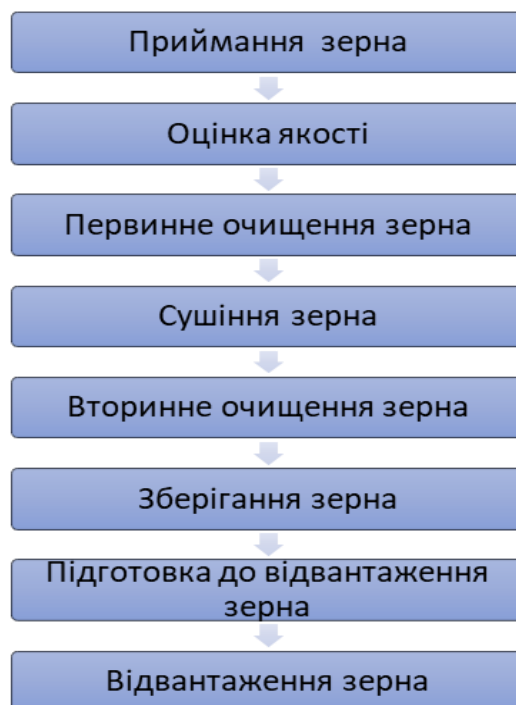 Приймання зерна
Оцінка якості
Первинне очищення зерна
Сушіння зерна
Вторинне очищення зерна
Зберігання зерна
Підготовка до відвантаження
зерна
Відвантаження зерна